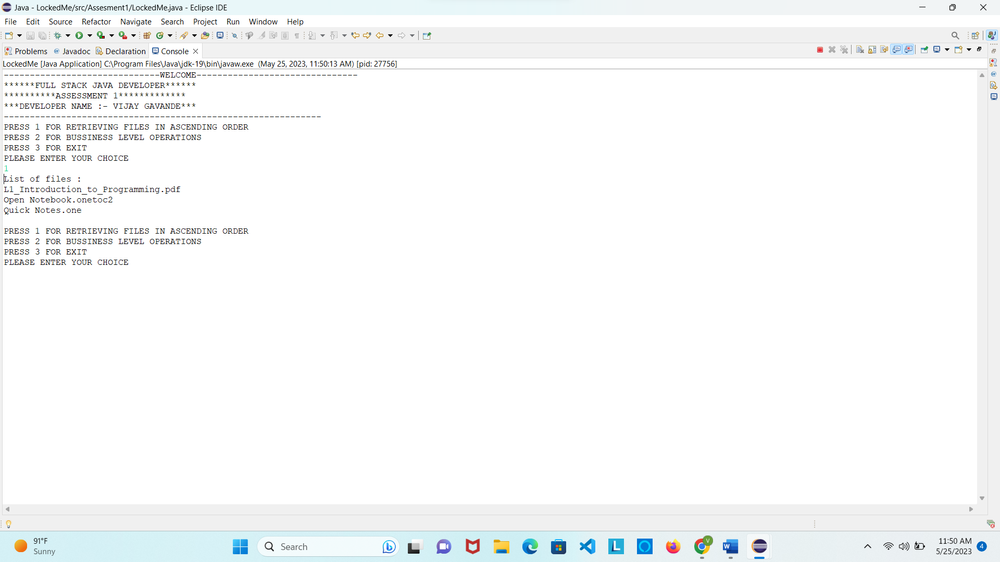 Java - LockedMe/src/Assesment1/LockedMe.java - Eclipse IDE
File Edit Source Refactor Navigate Search Project Run Window Help
Problems @ Javadoc Declaration Console
LockedMe [Java Application] C:\Program Files\Java\jdk-19\bin\javaw.exe (May 25, 2023, 11:50:13 AM) [pid: 27756]
------------------------------WELCOME-------------------------------
******FULL STACK JAVA DEVELOPER******
**********ASSESSMENT 1*************
***DEVELOPER NAME :- VIJAY GAVANDE***
-------------------------------------------------------------
PRESS 1 FOR RETRIEVING FILES IN ASCENDING ORDER
PRESS 2 FOR BUSSINESS LEVEL OPERATIONS
PRESS 3 FOR EXIT
PLEASE ENTER YOUR CHOICE
1
List of files :
L1_Introduction_to_Programming.pdf
Open Notebook.onetoc2
Quick Notes.one
PRESS 1 FOR RETRIEVING FILES IN ASCENDING ORDER
PRESS 2 FOR BUSSINESS LEVEL OPERATIONS
PRESS 3 FOR EXIT
PLEASE ENTER YOUR CHOICE
91°F
Sunny
Search
L
V
W
11:50 AM
5/25/2023
4